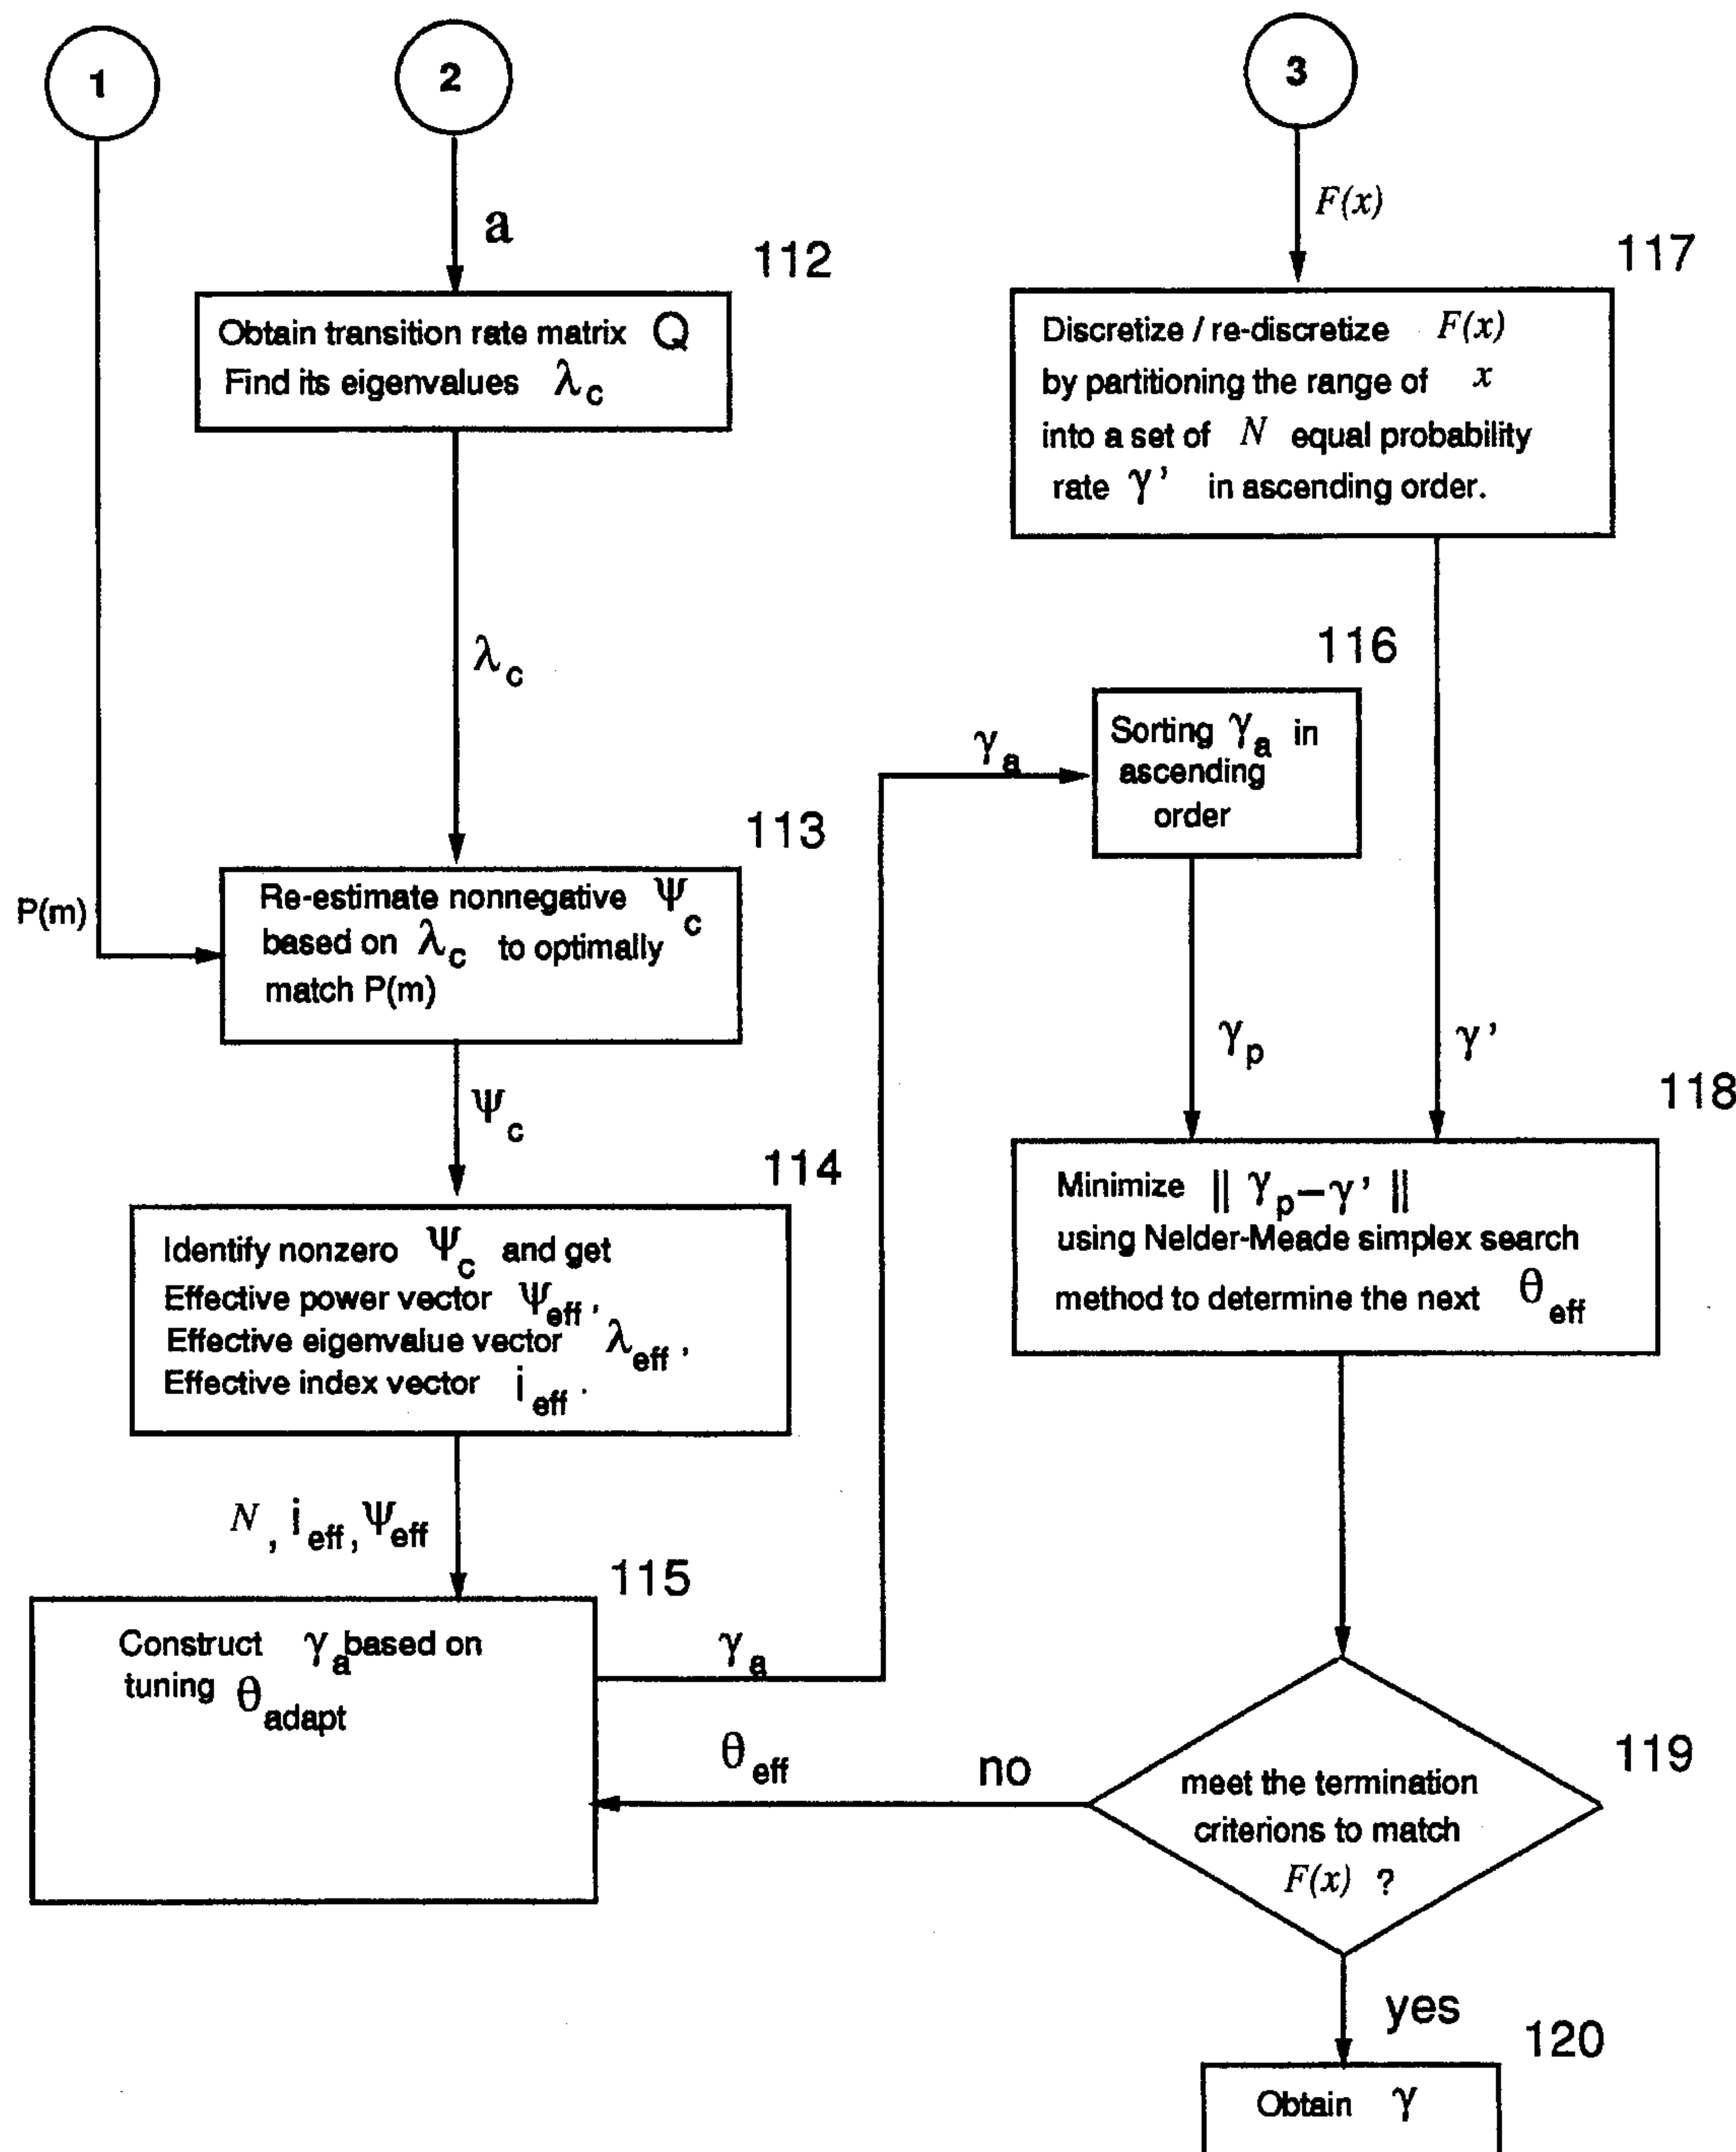 1
2
3
a
F(x)
112
117
Obtain transition rate matrix Q
Find its eigenvalues λc
Discretize / re-discretize F(x)
by partitioning the range of x
into a set of N equal probability
rate γ' in ascending order.
λc
116
Sorting γa in
ascending
order
γa
113
P(m)
Re-estimate nonnegative Ψc
based on λc to optimally
match P(m)
γp
γ'
Ψc
118
114
Minimize || γp – γ' ||
using Nelder-Meade simplex search
method to determine the next θeff
Identify nonzero Ψc and get
Effective power vector Ψeff,
Effective eigenvalue vector λeff,
Effective index vector ieff.
N, ieff, Ψeff
115
Construct γa based on
tuning θadapt
γa
θeff
no
119
meet the termination
criterions to match
F(x) ?
yes
120
Obtain γ